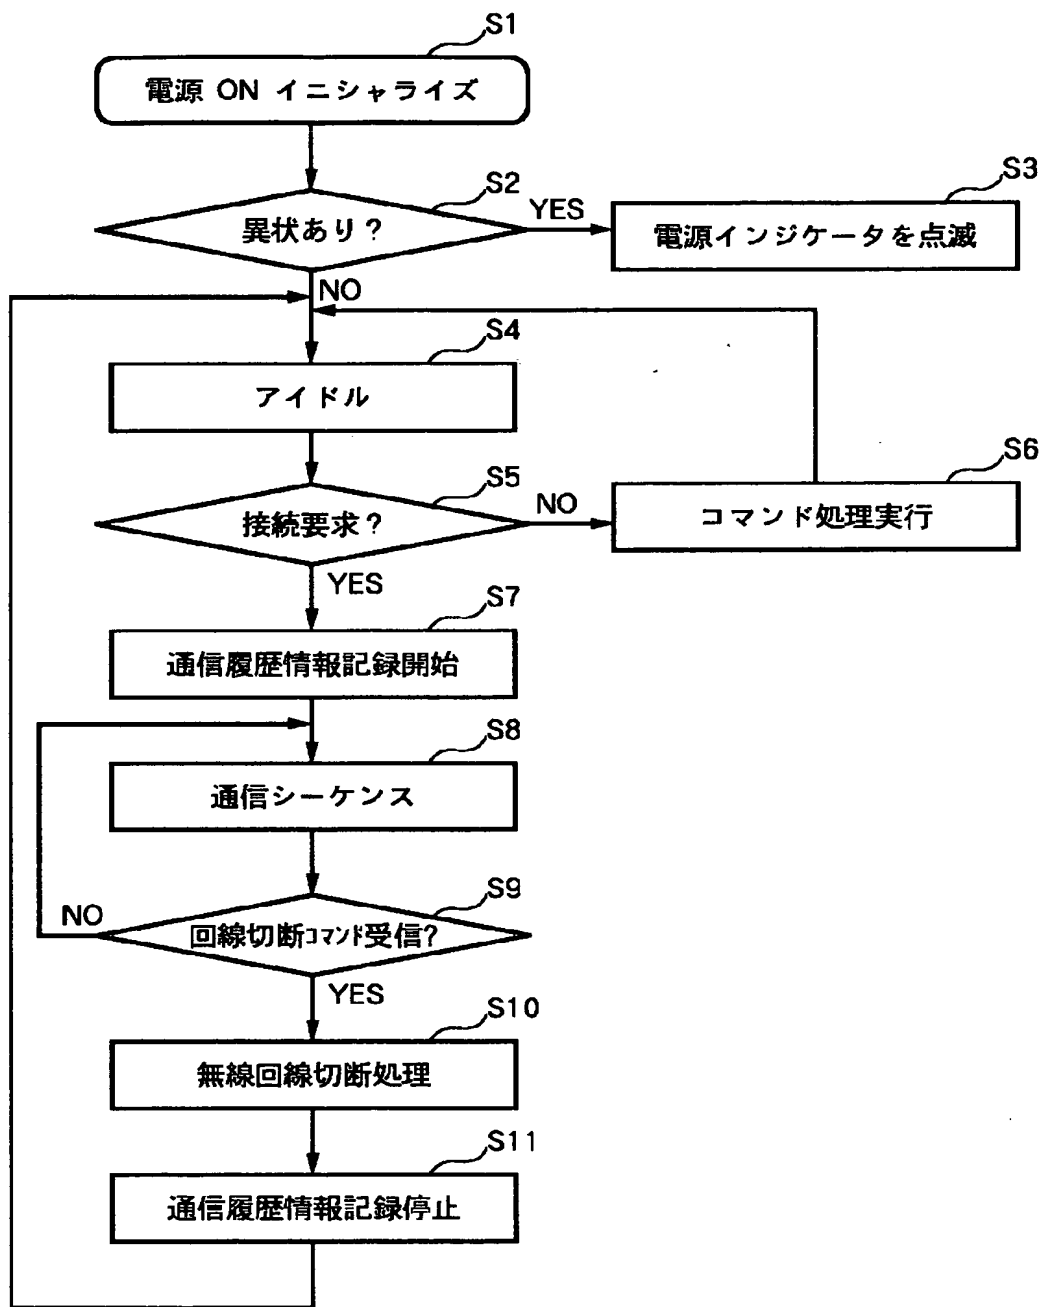 S1
電源 ON イニシャライズ
S2
異状あり?
YES
S3
電源インジケータを点滅
NO
S4
アイドル
S5
接続要求?
NO
S6
コマンド処理実行
YES
S7
通信履歴情報記録開始
S8
通信シーケンス
S9
回線切断コマンド受信?
NO
YES
S10
無線回線切断処理
S11
通信履歴情報記録停止